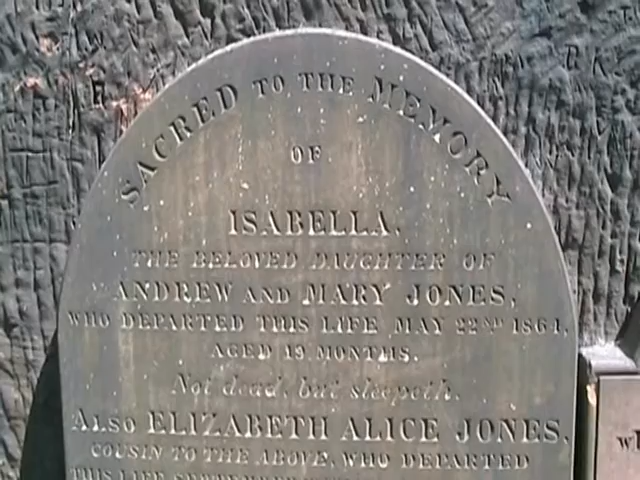 SACRED TO THE MEMORY
OF
ISABELLA.
THE BELOVED DAUGHTER OF
ANDREW AND MARY JONES,
WHO DEPARTED THIS LIFE MAY 22ND 1864,
AGED 19 MONTHS.
Not dead, but sleepeth.
ALSO ELIZABETH ALICE JONES,
COUSIN TO THE ABOVE, WHO DEPARTED
THIS LIFE